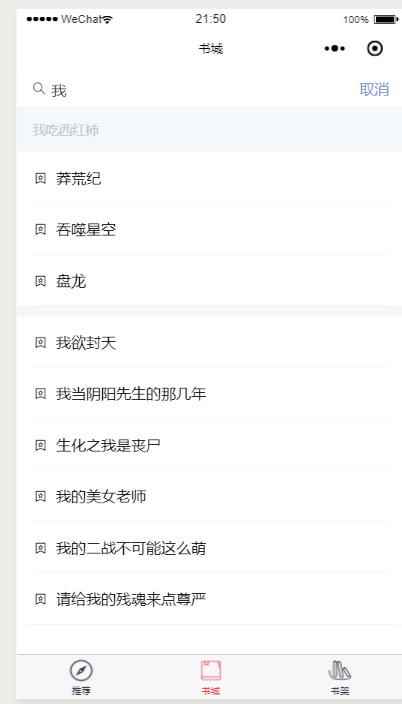 WeChat 21:50 100%
书城
我 取消
我吃西红柿
莽荒纪
吞噬星空
盘龙
我欲封天
我当阴阳先生的那几年
生化之我是丧尸
我的美女老师
我的二战不可能这么萌
请给我的残魂来点尊严
推荐 书城 书架